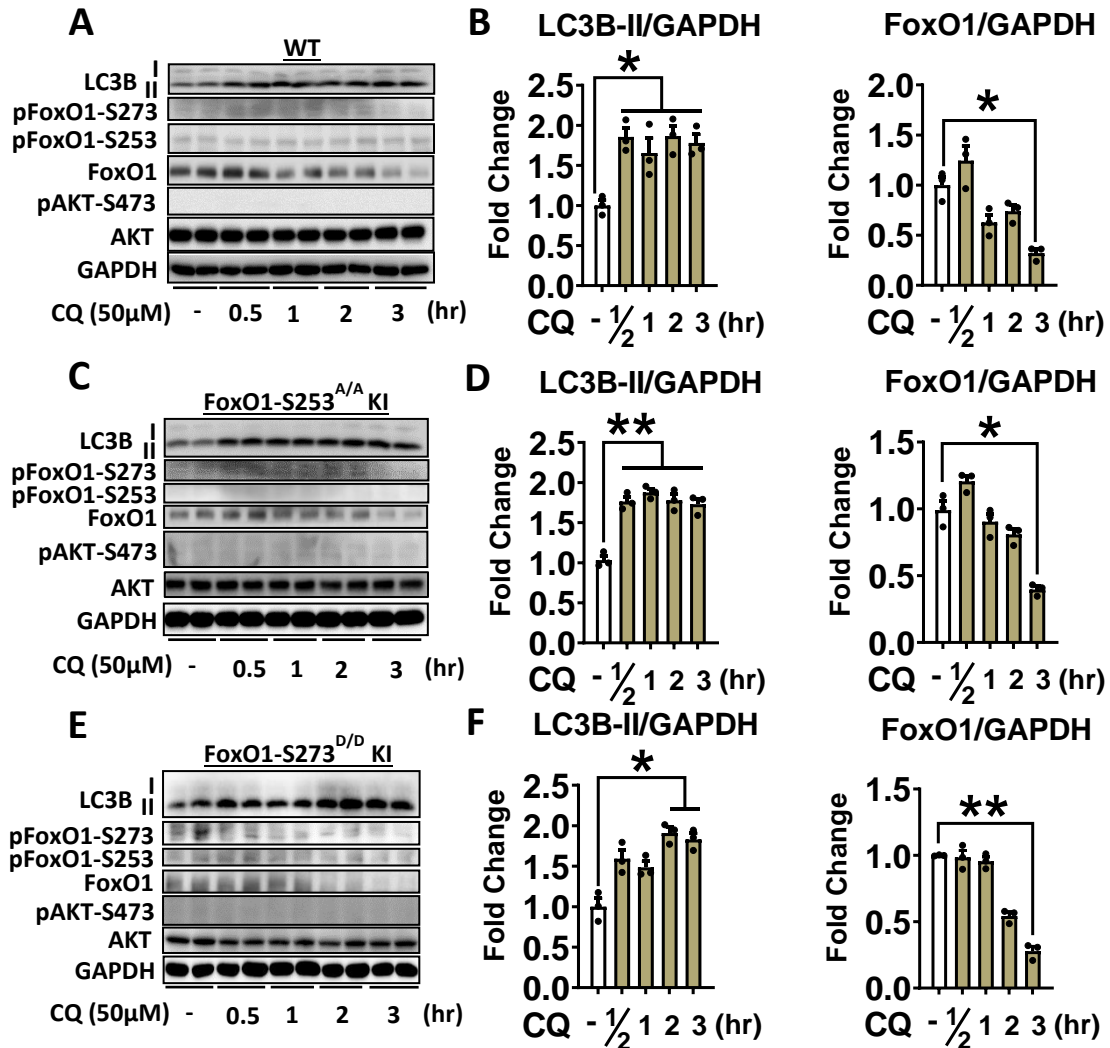 A
WT
LC3B I
II
pFoxO1-S273
pFoxO1-S253
FoxO1
pAKT-S473
AKT
GAPDH
CQ (50µM) - 0.5 1 2 3 (hr)
B
LC3B-II/GAPDH
*
Fold Change
2.5
2.0
1.5
1.0
0.5
0.0
CQ - 1/2 1 2 3 (hr)
FoxO1/GAPDH
*
Fold Change
2.0
1.5
1.0
0.5
0.0
CQ - 1/2 1 2 3 (hr)
C
FoxO1-S253A/A KI
LC3B I
II
pFoxO1-S273
pFoxO1-S253
FoxO1
pAKT-S473
AKT
GAPDH
CQ (50µM) - 0.5 1 2 3 (hr)
D
LC3B-II/GAPDH
**
Fold Change
2.5
2.0
1.5
1.0
0.5
0.0
CQ - 1/2 1 2 3 (hr)
FoxO1/GAPDH
*
Fold Change
1.5
1.0
0.5
0.0
CQ - 1/2 1 2 3 (hr)
E
FoxO1-S273D/D KI
LC3B I
II
pFoxO1-S273
pFoxO1-S253
FoxO1
pAKT-S473
AKT
GAPDH
CQ (50µM) - 0.5 1 2 3 (hr)
F
LC3B-II/GAPDH
*
Fold Change
2.5
2.0
1.5
1.0
0.5
0.0
CQ - 1/2 1 2 3 (hr)
FoxO1/GAPDH
**
Fold Change
1.5
1.0
0.5
0.0
CQ - 1/2 1 2 3 (hr)